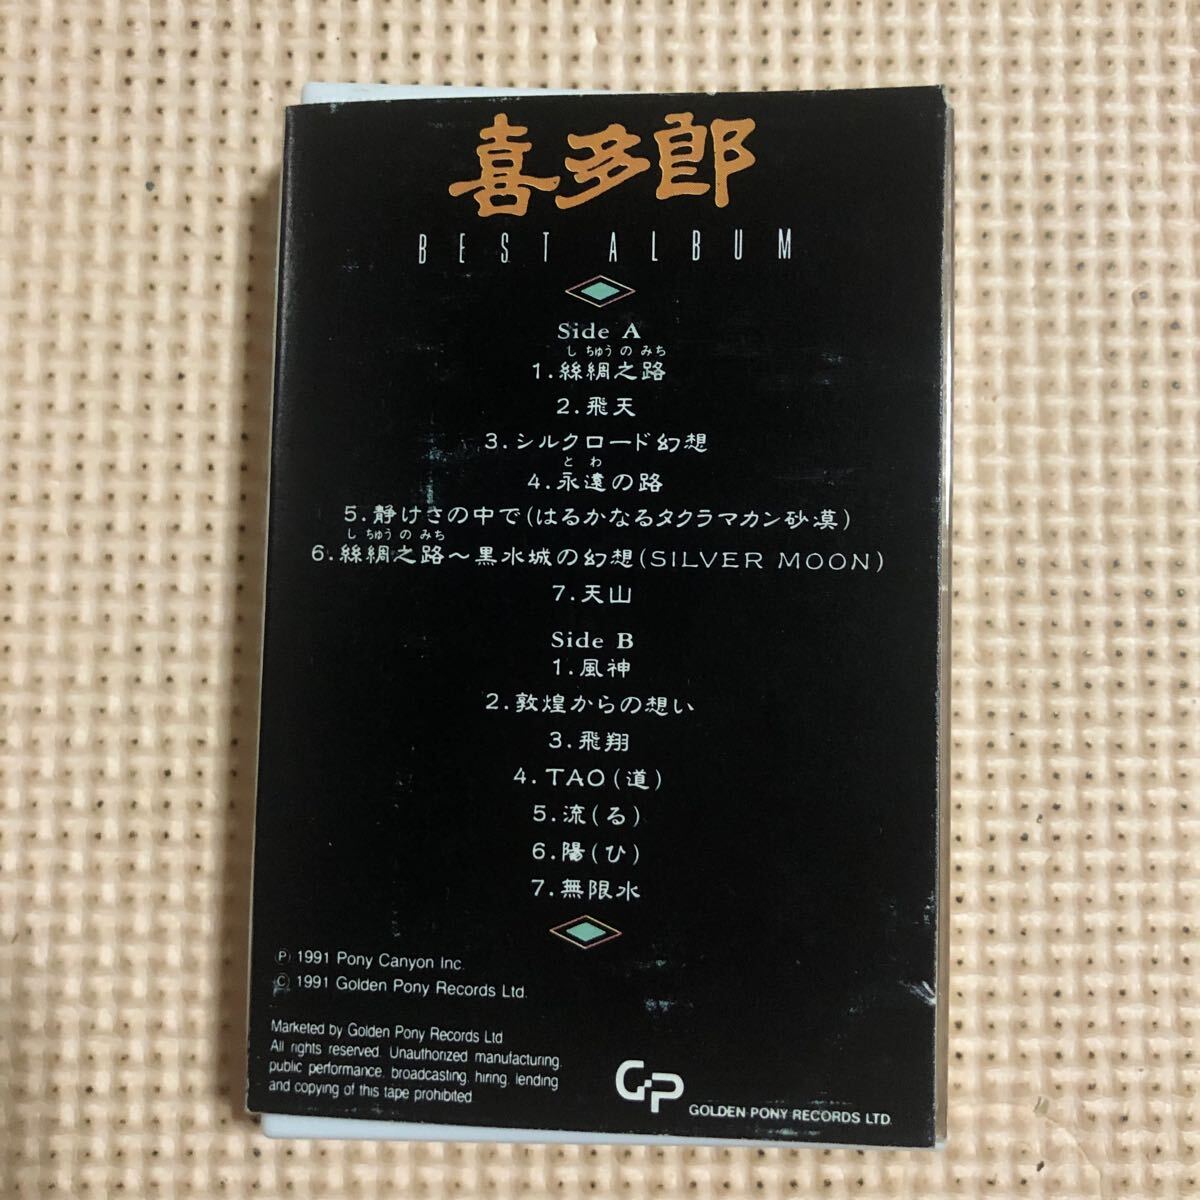 喜多郎
BEST ALBUM
Side A
しちゅうのみち
1.絲綢之路
2.飛天
3.シルクロード幻想
とわ
4.永遠の路
5.静けさの中で(はるかなるタクラマカン砂漠)
しちゅうのみち
6.絲綢之路〜黒水城の幻想(SILVER MOON)
7.天山
Side B
1.風神
2.敦煌からの想い
3.飛翔
4.TAO(道)
5.流(る)
6.陽(ひ)
7.無限水
Ⓟ 1991 Pony Canyon Inc.
Ⓒ 1991 Golden Pony Records Ltd.
Marketed by Golden Pony Records Ltd
All rights reserved. Unauthorized manufacturing,
public performance, broadcasting, hiring, lending
and copying of this tape prohibited
GP
GOLDEN PONY RECORDS LTD.